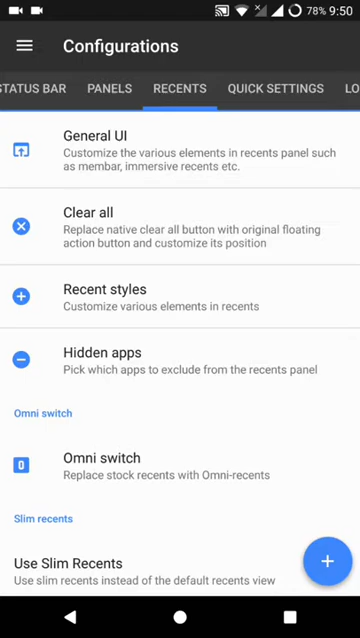 78% 9:50
Configurations
STATUS BAR PANELS RECENTS QUICK SETTINGS LO
General UI
Customize the various elements in recents panel such
as membar, immersive recents etc.
Clear all
Replace native clear all button with original floating
action button and customize its position
Recent styles
Customize various elements in recents
Hidden apps
Pick which apps to exclude from the recents panel
Omni switch
Omni switch
Replace stock recents with Omni-recents
Slim recents
Use Slim Recents
Use slim recents instead of the default recents view